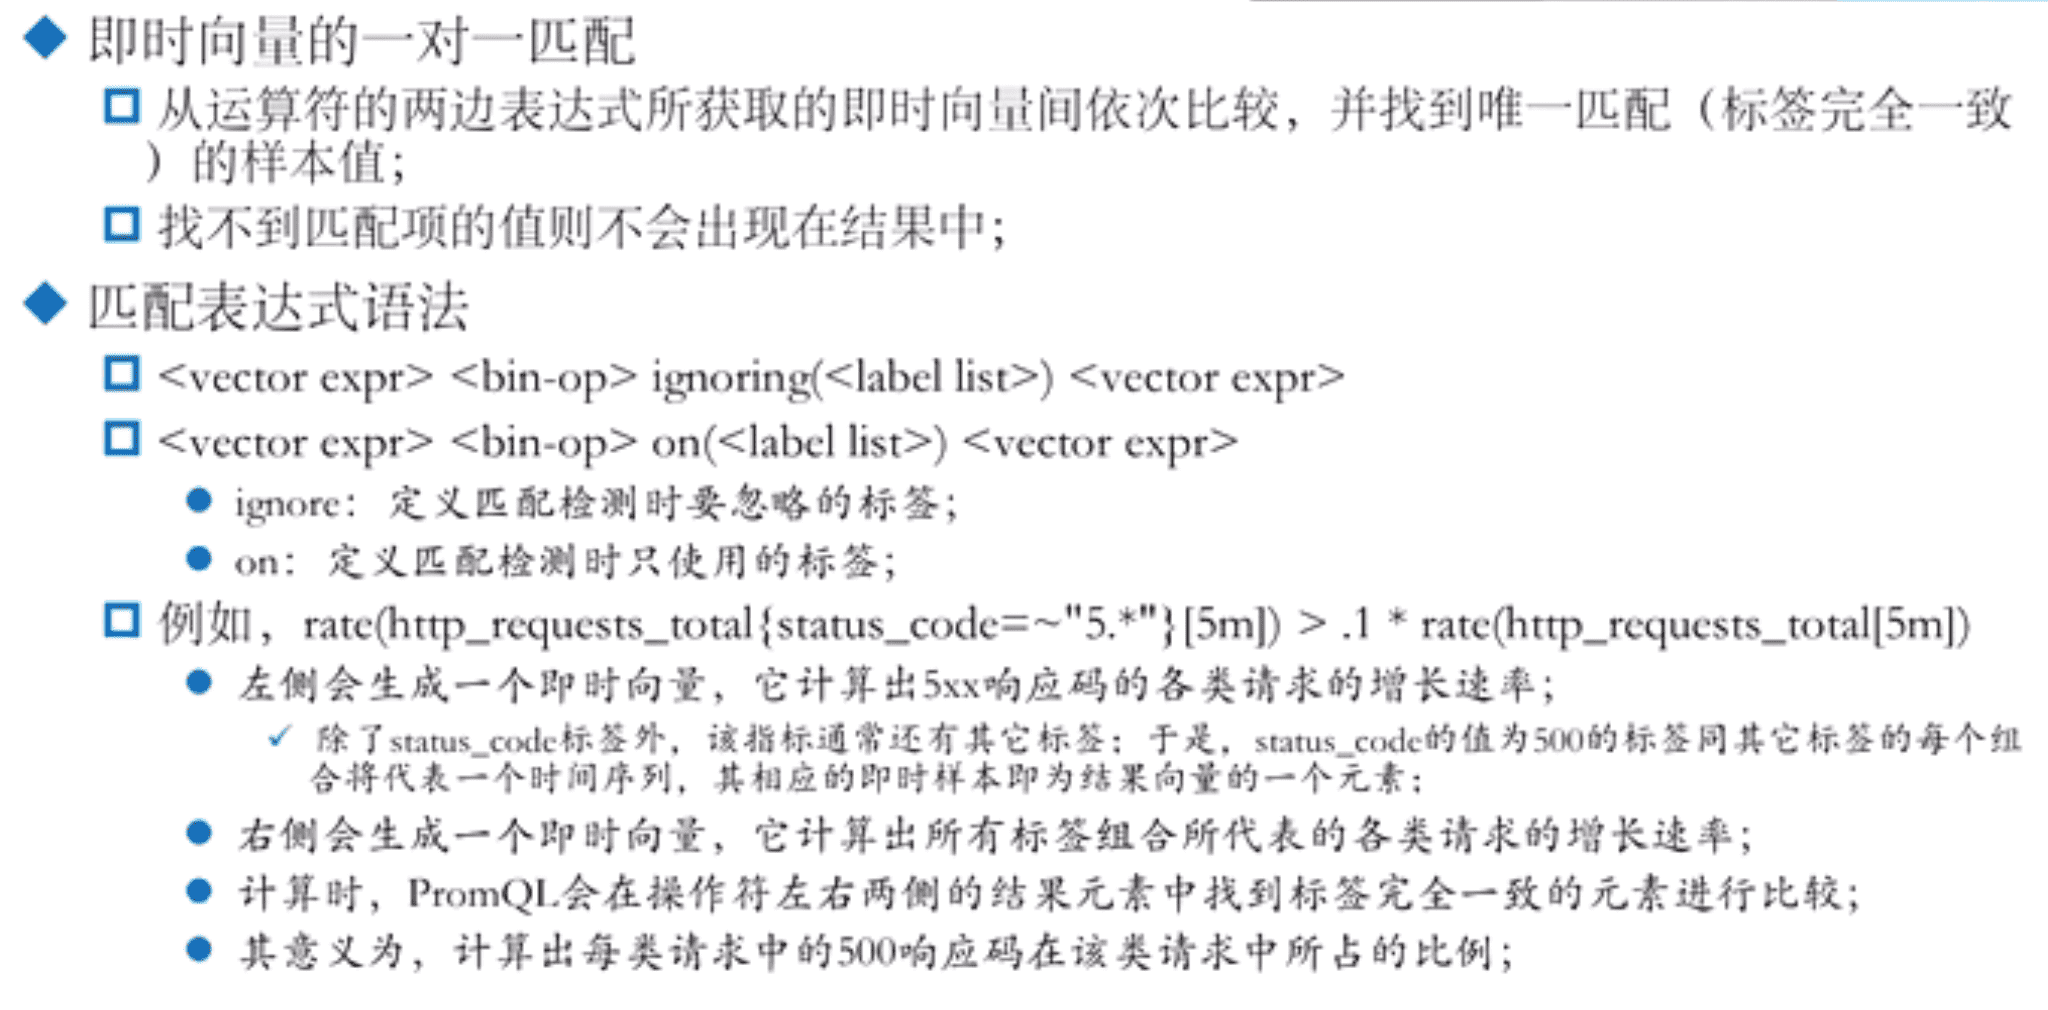 即时向量的一对一匹配
从运算符的两边表达式所获取的即时向量间依次比较，并找到唯一匹配（标签完全一致
）的样本值；
找不到匹配项的值则不会出现在结果中；
匹配表达式语法
<vector expr> <bin-op> ignoring(<label list>) <vector expr>
<vector expr> <bin-op> on(<label list>) <vector expr>
ignore：定义匹配检测时要忽略的标签；
on：定义匹配检测时只使用的标签；
例如，rate(http_requests_total{status_code=~"5.*"}[5m]) > .1 * rate(http_requests_total[5m])
左侧会生成一个即时向量，它计算出5xx响应码的各类请求的增长速率；
除了status_code标签外，该指标通常还有其它标签；于是，status_code的值为500的标签同其它标签的每个组
合将代表一个时间序列，其相应的即时样本即为结果向量的一个元素；
右侧会生成一个即时向量，它计算出所有标签组合所代表的各类请求的增长速率；
计算时，PromQL会在操作符左右两侧的结果元素中找到标签完全一致的元素进行比较；
其意义为，计算出每类请求中的500响应码在该类请求中所占的比例；